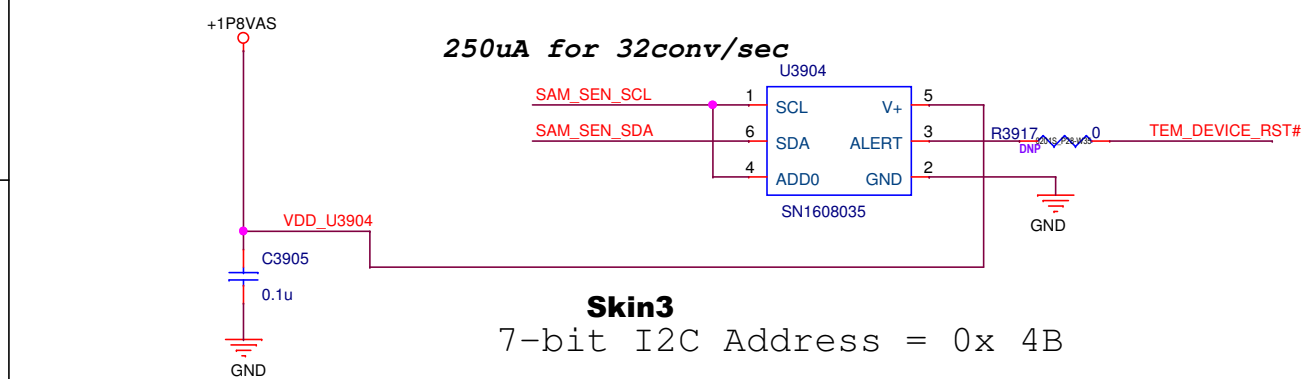 +1P8VAS
250uA for 32conv/sec
U3904
SAM_SEN_SCL 1 SCL V+ 5
SAM_SEN_SDA 6 SDA ALERT 3 R3917 0 TEM_DEVICE_RST#
DNP
4 ADD0 GND 2
SN1608035
GND
VDD_U3904
C3905
0.1u
GND
Skin3
7-bit I2C Address = 0x 4B